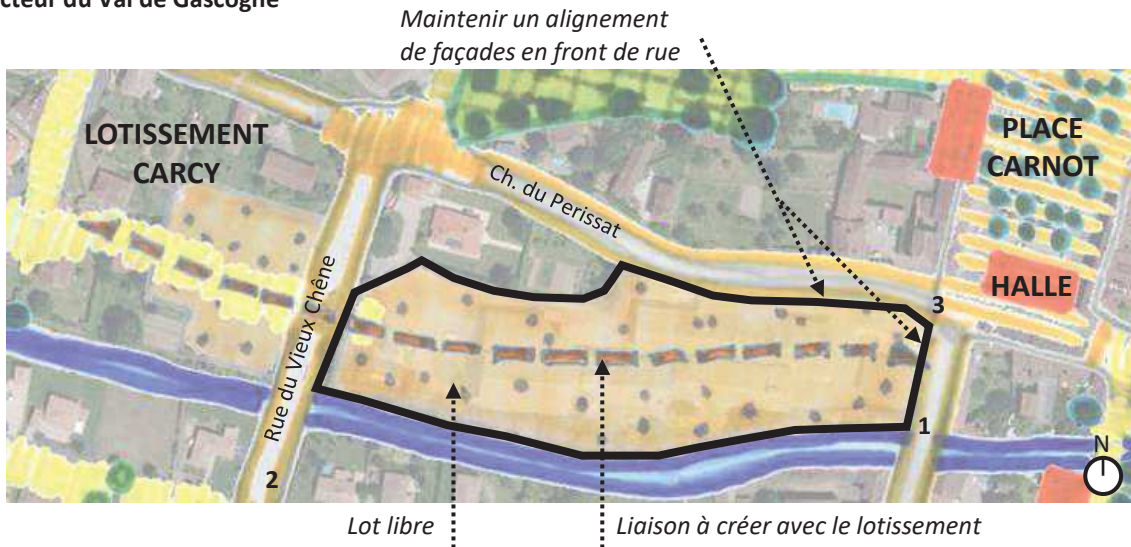 cteur du Val de Gascogne
Maintenir un alignement
de façades en front de rue
LOTISSEMENT
CARCY
PLACE
CARNOT
Ch. du Perissat
HALLE
Rue du Vieux Chêne
3
1
2
N
Lot libre
Liaison à créer avec le lotissement